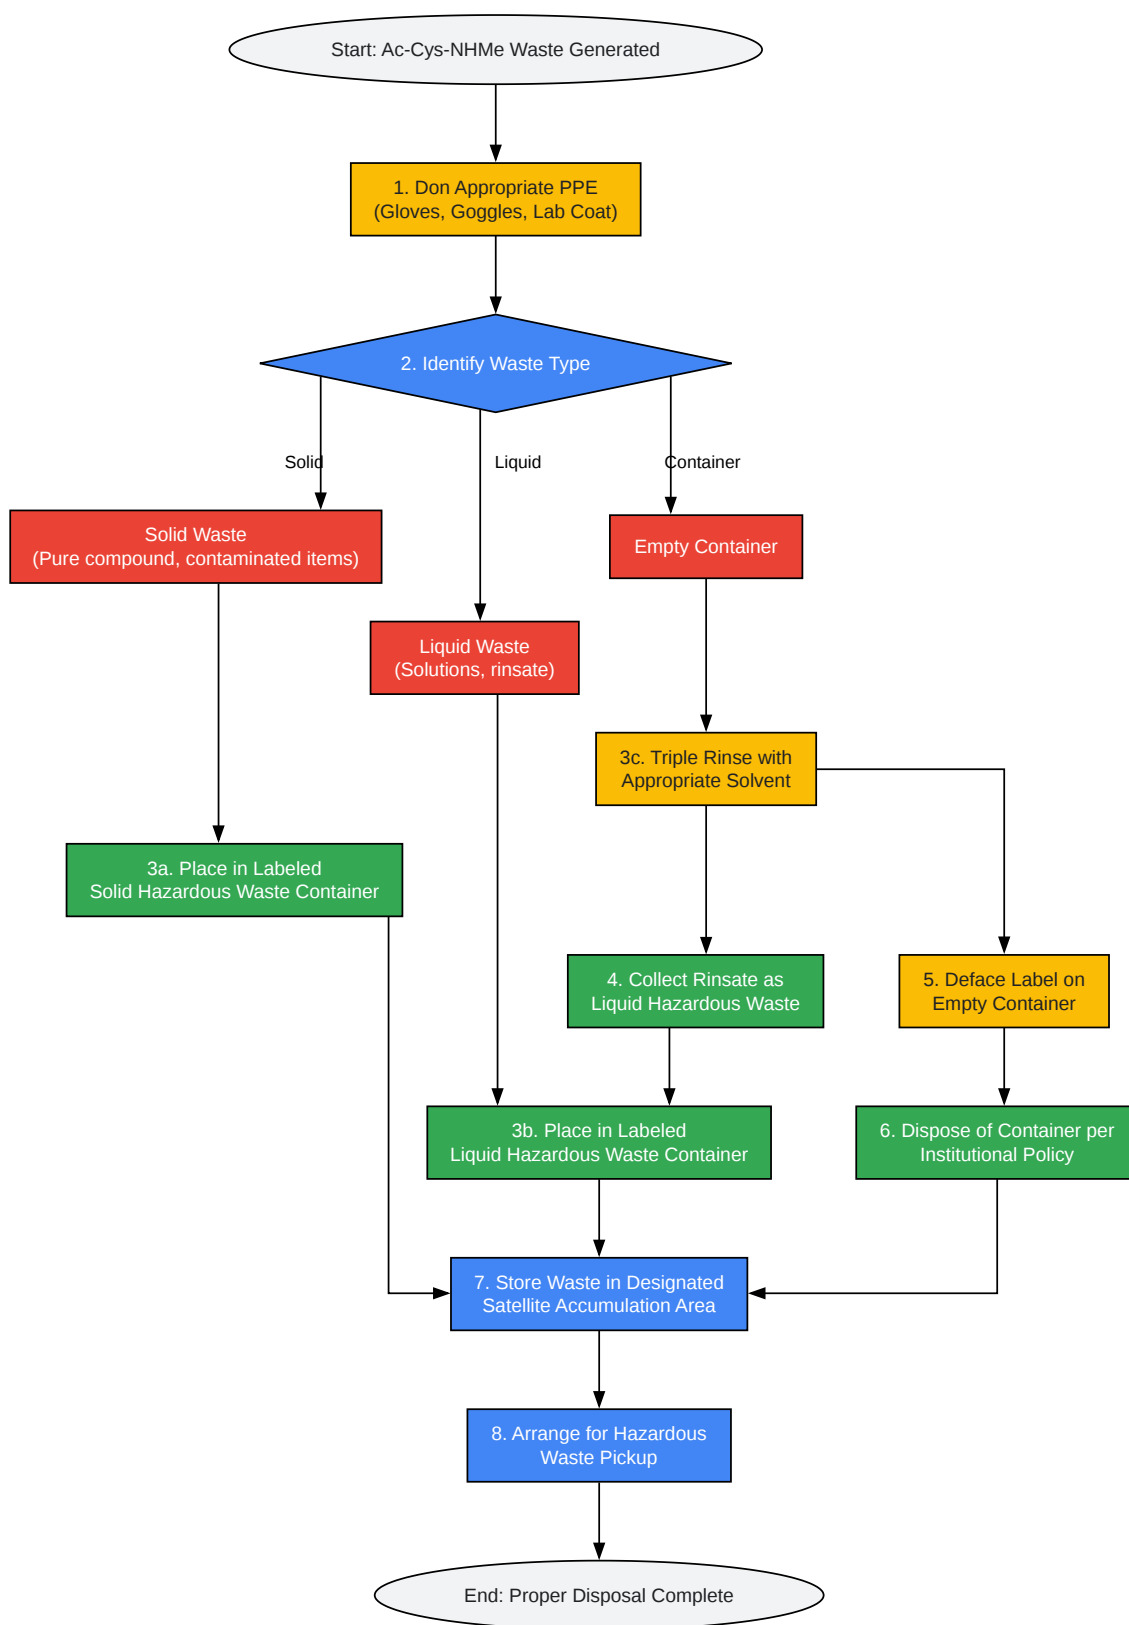 Start: Ac-Cys-NHMe Waste Generated
1. Don Appropriate PPE
(Gloves, Goggles, Lab Coat)
2. Identify Waste Type
Solid
Liquid
Container
Solid Waste
(Pure compound, contaminated items)
Empty Container
Liquid Waste
(Solutions, rinsate)
3c. Triple Rinse with
Appropriate Solvent
3a. Place in Labeled
Solid Hazardous Waste Container
4. Collect Rinsate as
Liquid Hazardous Waste
5. Deface Label on
Empty Container
3b. Place in Labeled
Liquid Hazardous Waste Container
6. Dispose of Container per
Institutional Policy
7. Store Waste in Designated
Satellite Accumulation Area
8. Arrange for Hazardous
Waste Pickup
End: Proper Disposal Complete